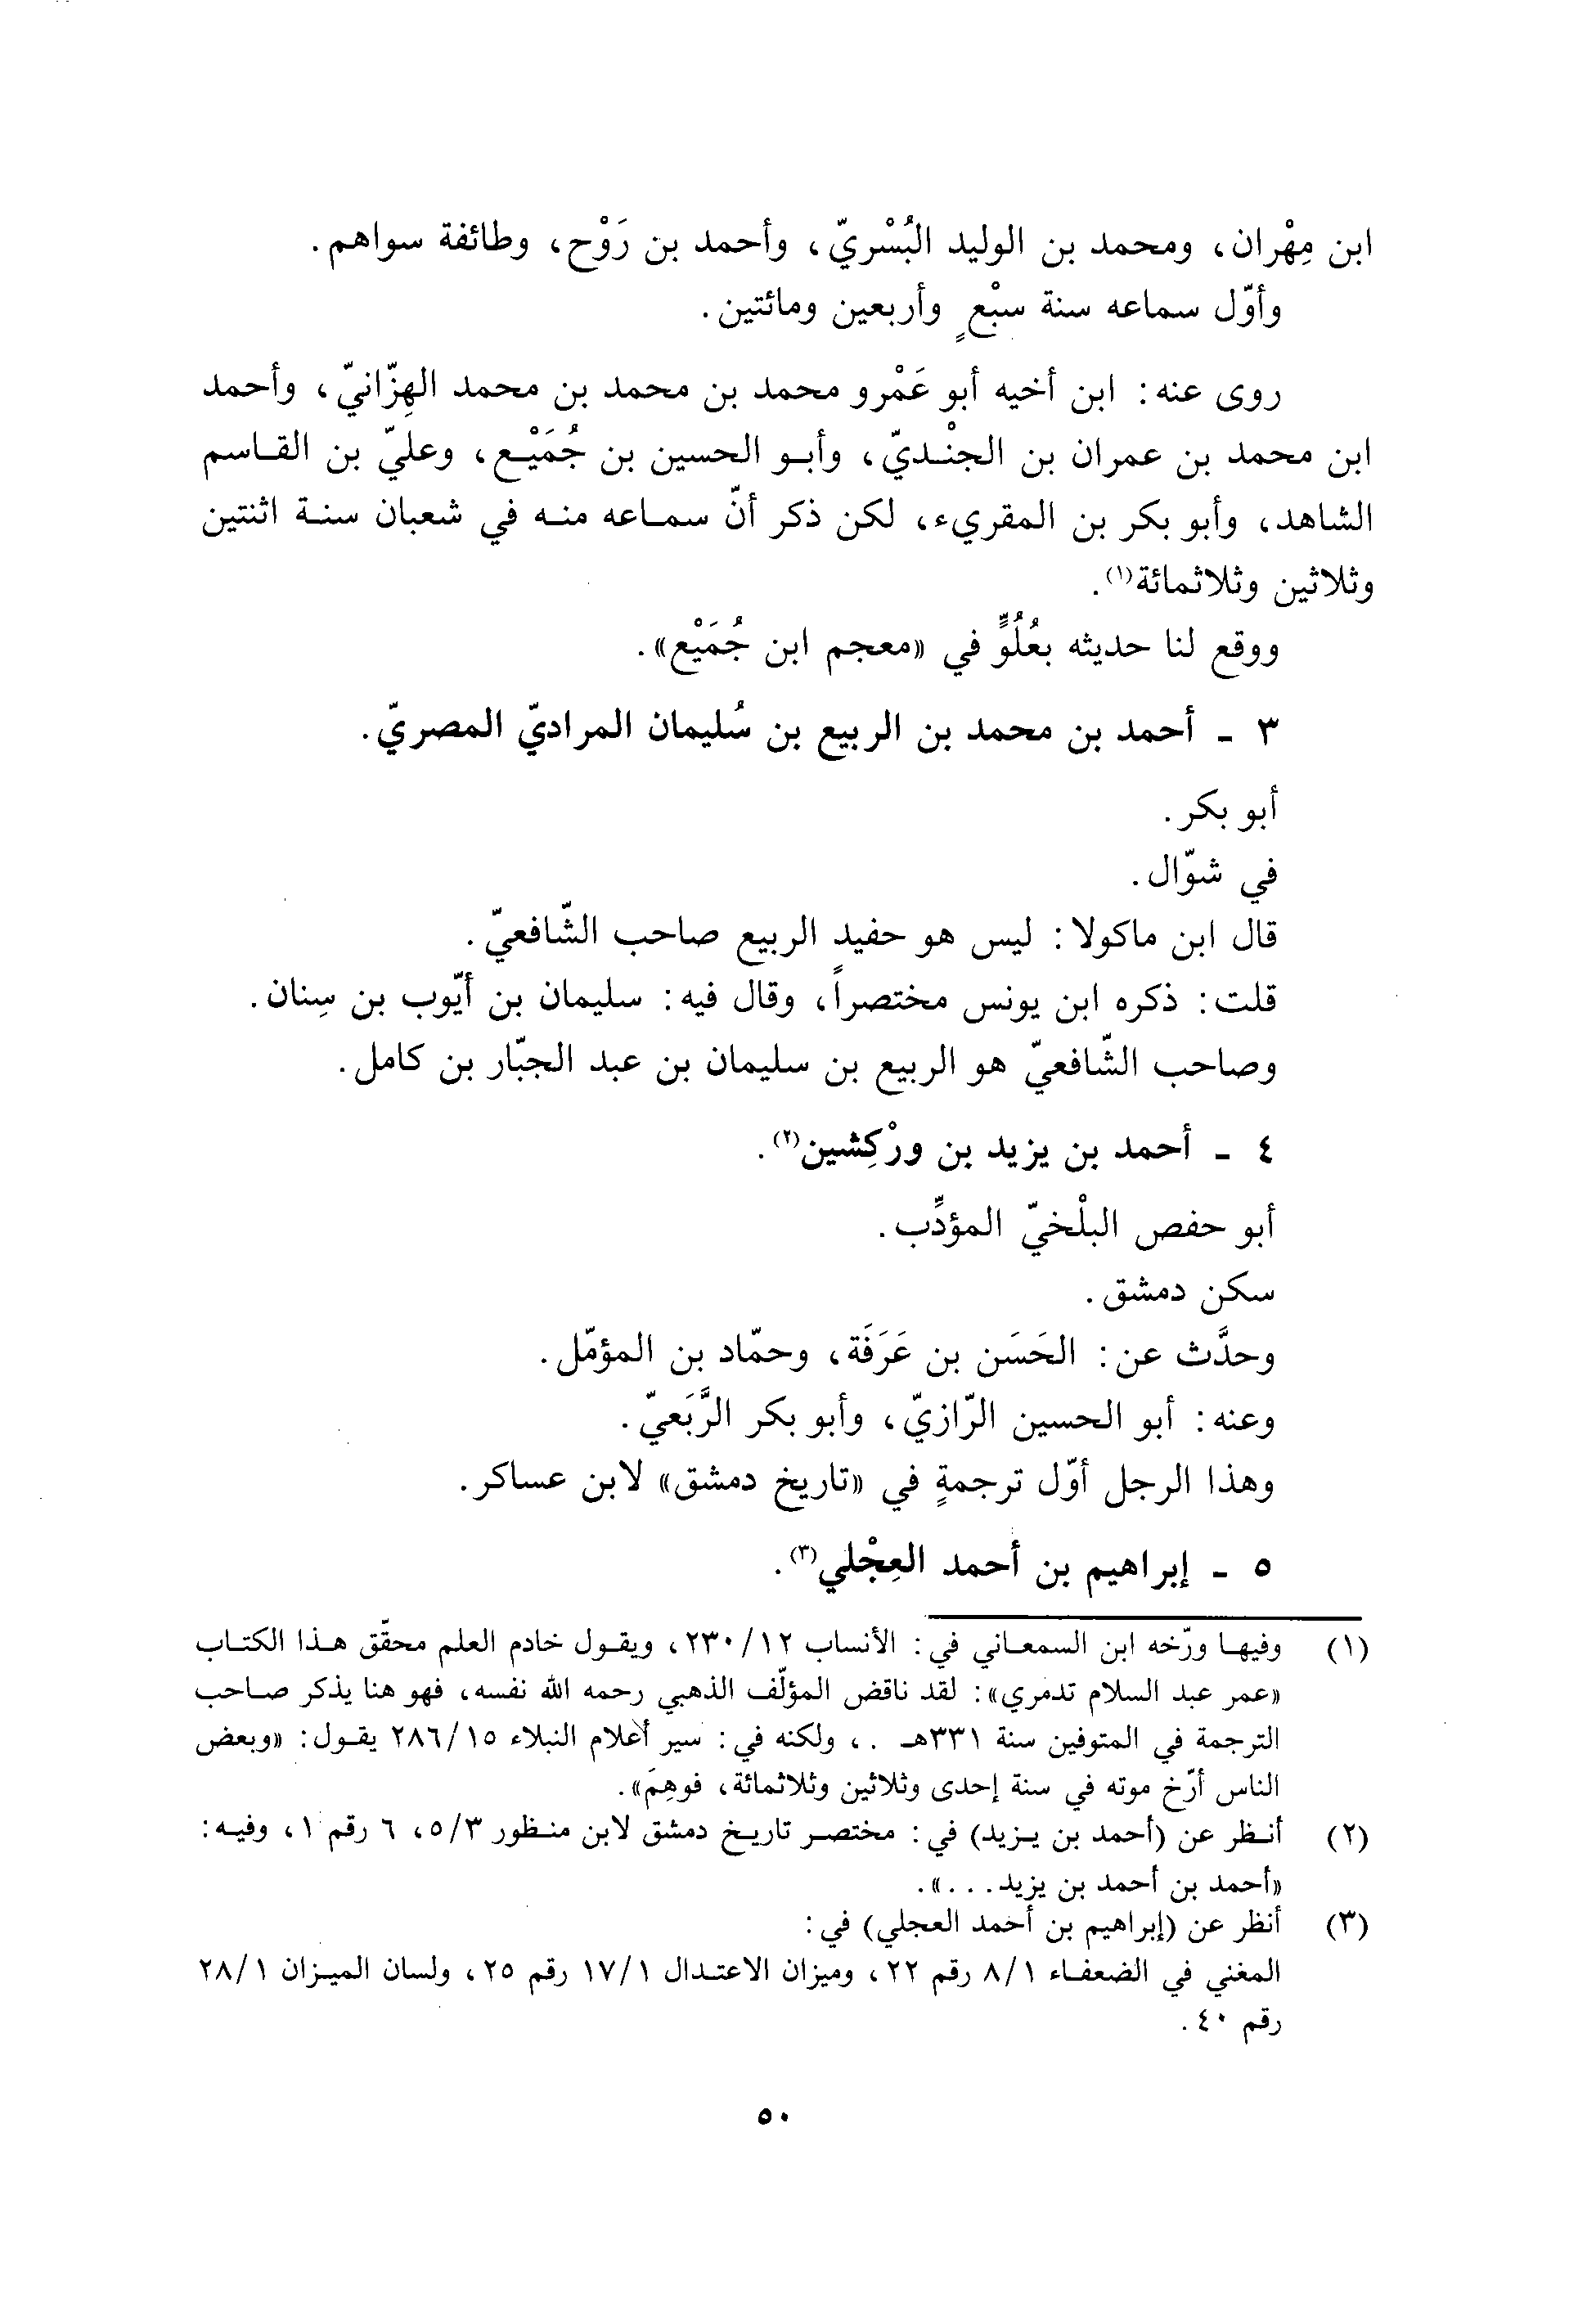 ابن مِهْران، ومحمد بن الوليد البُسْريّ، وأحمد بن رَوْح، وطائفة سواهم.
وأوّل سماعه سنة سبْعٍ وأربعين ومائتين.
روى عنه: ابن أخيه أبو عَمْرو محمد بن محمد بن محمد الهِزّانيّ، وأحمد
ابن محمد بن عمران بن الجنْديّ، وأبو الحسين بن جُمَيْع، وعليّ بن القاسم
الشاهد، وأبو بكر بن المقريء، لكن ذكر أنّ سماعه منه في شعبان سنة اثنتين
وثلاثين وثلاثمائة(١).
ووقع لنا حديثه بعُلُوٍّ في «معجم ابن جُمَيْع».
٣ - أحمد بن محمد بن الربيع بن سُليمان المراديّ المصريّ.
أبو بكر.
في شوّال.
قال ابن ماكولا: ليس هو حفيد الربيع صاحب الشّافعيّ.
قلت: ذكره ابن يونس مختصراً، وقال فيه: سليمان بن أيّوب بن سِنان.
وصاحب الشّافعيّ هو الربيع بن سليمان بن عبد الجبّار بن كامل.
٤ - أحمد بن يزيد بن ورْكِشين(٢).
أبو حفص البلْخيّ المؤدِّب.
سكن دمشق.
وحدَّث عن: الحَسَن بن عَرَفَة، وحمّاد بن المؤمّل.
وعنه: أبو الحسين الرّازيّ، وأبو بكر الرَّبَعيّ.
وهذا الرجل أوّل ترجمةٍ في «تاريخ دمشق» لابن عساكر.
٥ - إبراهيم بن أحمد العِجْلي(٣).
(١) وفيها ورّخه ابن السمعاني في: الأنساب ٢٣٠/١٢، ويقول خادم العلم محقّق هذا الكتاب
«عمر عبد السلام تدمري»: لقد ناقض المؤلّف الذهبي رحمه الله نفسه، فهو هنا يذكر صاحب
الترجمة في المتوفين سنة ٣٣١هـ .، ولكنه في: سير أعلام النبلاء ٢٨٦/١٥ يقول: «وبعض
الناس أرّخ موته في سنة إحدى وثلاثين وثلاثمائة، فوهِمَ».
(٢) أنظر عن (أحمد بن يزيد) في: مختصر تاريخ دمشق لابن منظور ٥/٣، ٦ رقم ١، وفيه:
«أحمد بن أحمد بن يزيد...».
(٣) أنظر عن (إبراهيم بن أحمد العجلي) في:
المغني في الضعفاء ٨/١ رقم ٢٢، وميزان الاعتدال ١٧/١ رقم ٢٥، ولسان الميزان ٢٨/١
رقم ٤٠.
٥٠